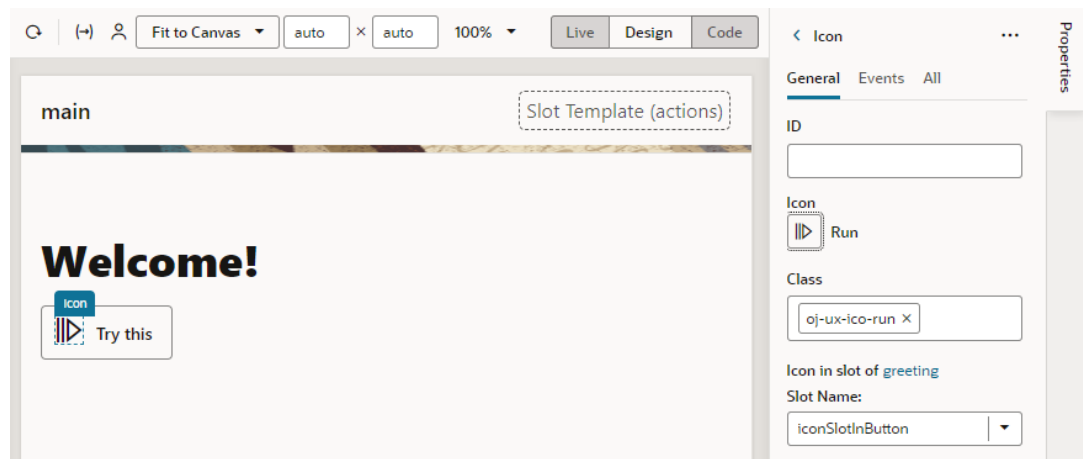 Fit to Canvas auto × auto 100% Live Design Code
main
Slot Template (actions)
Welcome!
Icon
Try this
Icon
General Events All
ID
Icon
Run
Class
oj-ux-ico-run ×
Icon in slot of greeting
Slot Name:
iconSlotInButton
Properties